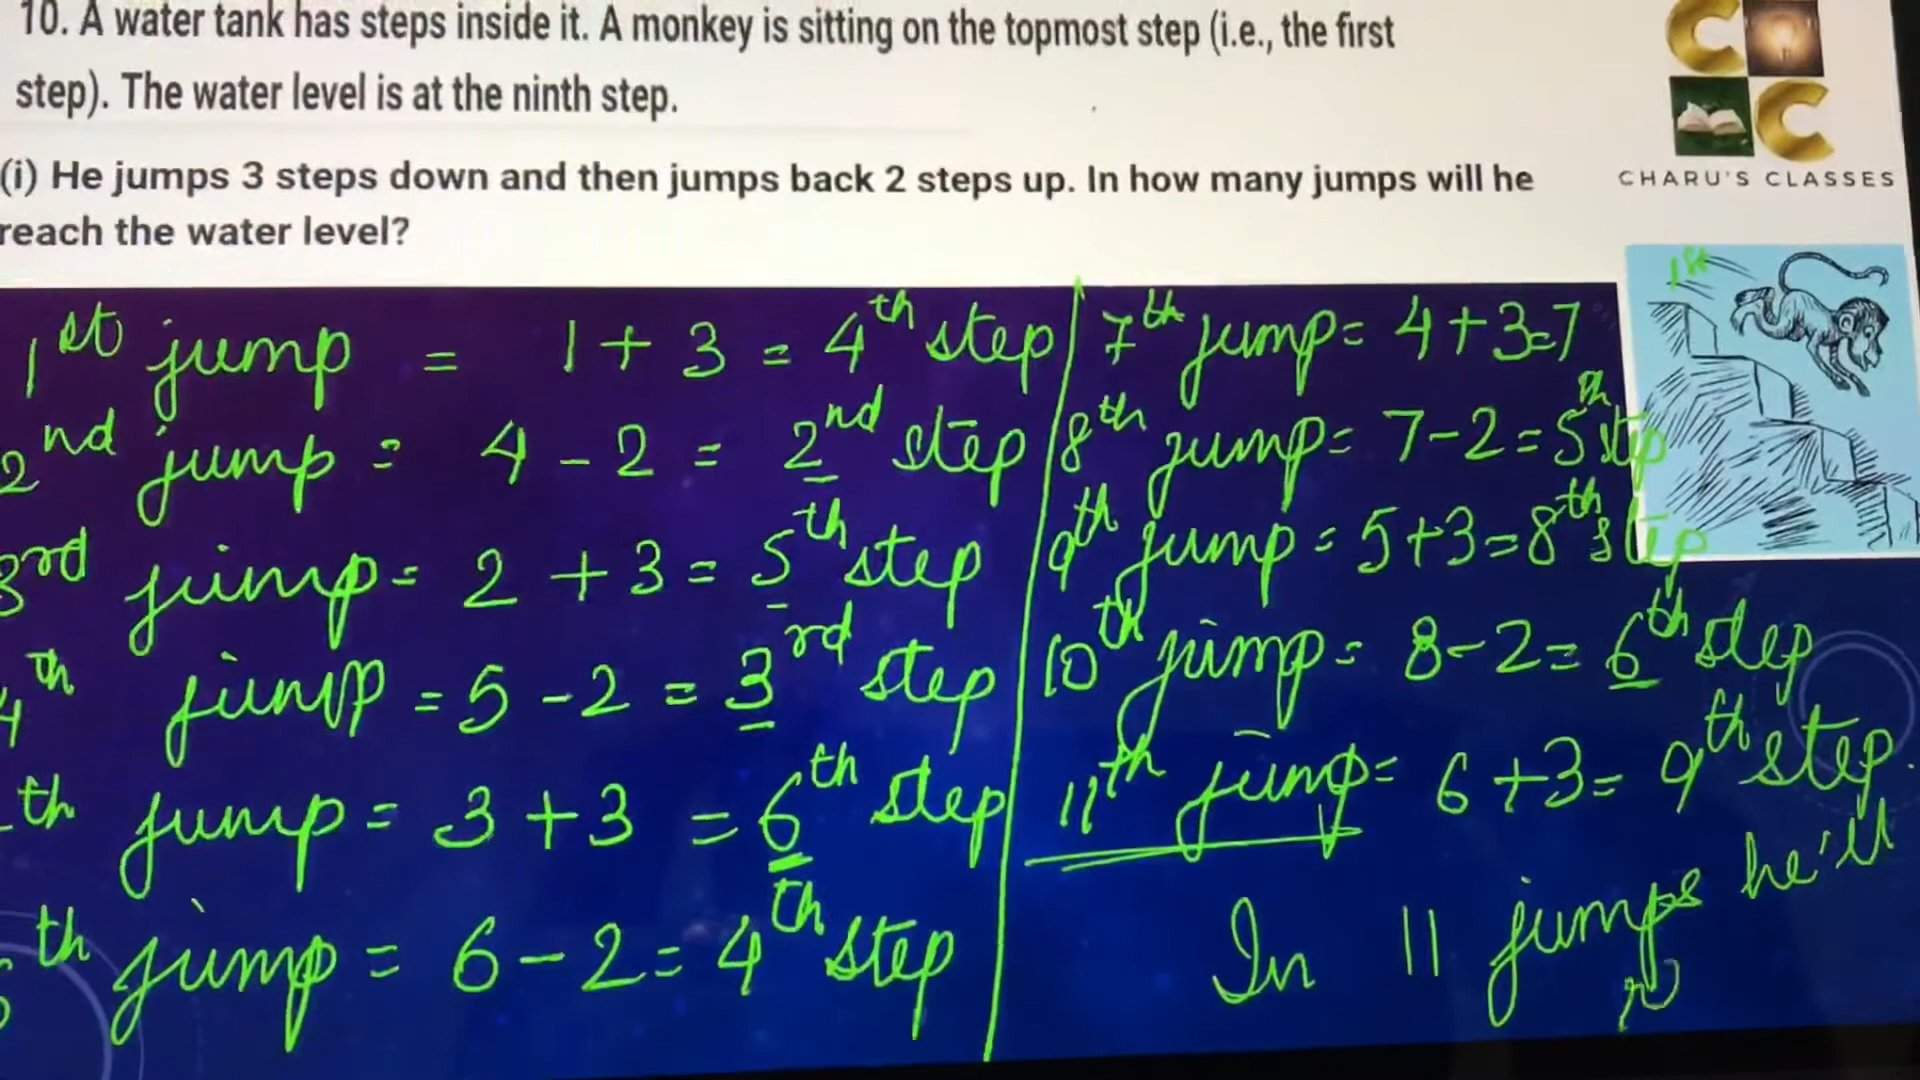 10. A water tank has steps inside it. A monkey is sitting on the topmost step (i.e., the first
step). The water level is at the ninth step.
(i) He jumps 3 steps down and then jumps back 2 steps up. In how many jumps will he
reach the water level?
C C
CHARU'S CLASSES
1st
1st jump = 1 + 3 = 4th step
2nd jump = 4 - 2 = 2nd step
3rd jump = 2 + 3 = 5th step
4th jump = 5 - 2 = 3rd step
th jump = 3 + 3 = 6th step
th jump = 6 - 2 = 4th step
7th jump = 4 + 3 = 7
8th jump = 7 - 2 = 5th step
9th jump = 5 + 3 = 8th step
10th jump = 8 - 2 = 6th step
11th jump = 6 + 3 = 9th step.
In 11 jumps he'll